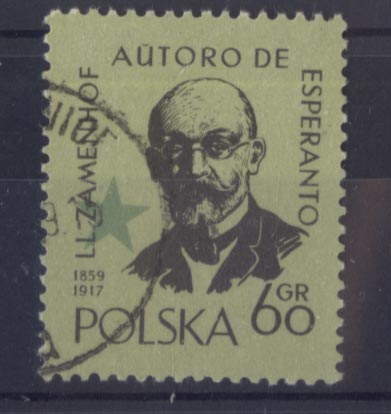 AŬTORO DE
ESPERANTO
L.L. ZAMENHOF
1859
1917
POLSKA 60 GR